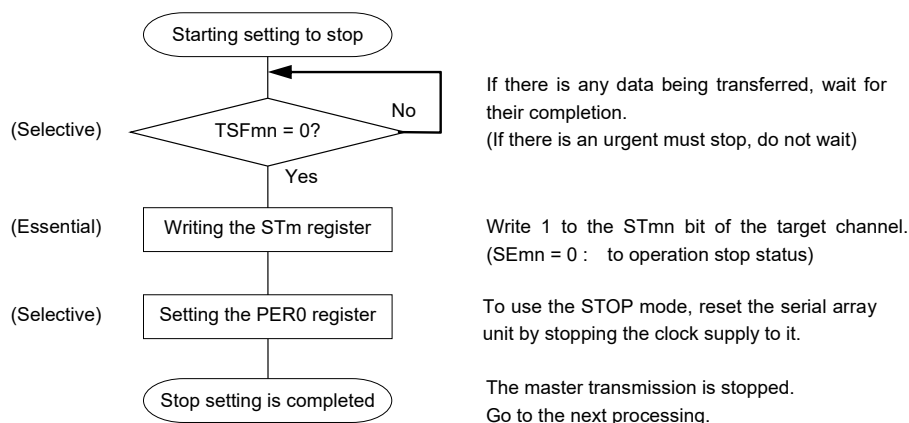 Starting setting to stop
If there is any data being transferred, wait for
their completion.
(If there is an urgent must stop, do not wait)
(Selective)
TSFmn = 0?
No
Yes
(Essential)
Writing the STm register
Write 1 to the STmn bit of the target channel.
(SEmn = 0 : to operation stop status)
(Selective)
Setting the PER0 register
To use the STOP mode, reset the serial array
unit by stopping the clock supply to it.
Stop setting is completed
The master transmission is stopped.
Go to the next processing.